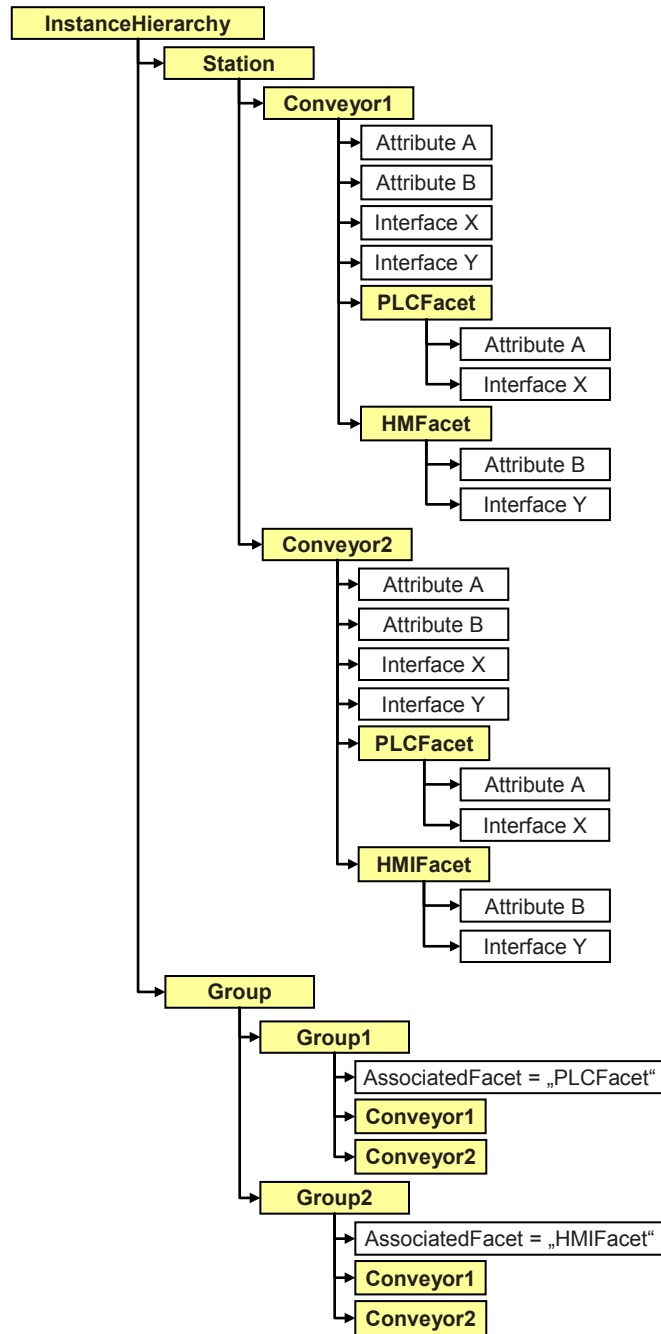 InstanceHierarchy
Station
Conveyor1
Attribute A
Attribute B
Interface X
Interface Y
PLCFacet
Attribute A
Interface X
HMFacet
Attribute B
Interface Y
Conveyor2
Attribute A
Attribute B
Interface X
Interface Y
PLCFacet
Attribute A
Interface X
HMIFacet
Attribute B
Interface Y
Group
Group1
AssociatedFacet = „PLCFacet“
Conveyor1
Conveyor2
Group2
AssociatedFacet = „HMIFacet“
Conveyor1
Conveyor2